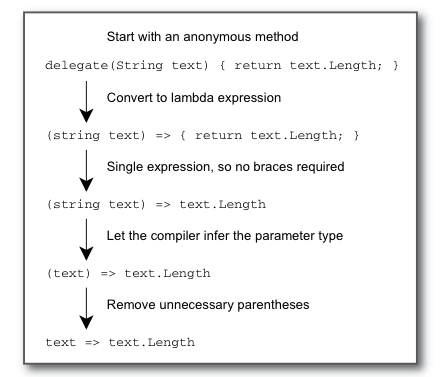 Start with an anonymous method
delegate(String text) { return text.Length; }
Convert to lambda expression
(string text) => { return text.Length; }
Single expression, so no braces required
(string text) => text.Length
Let the compiler infer the parameter type
(text) => text.Length
Remove unnecessary parentheses
text => text.Length